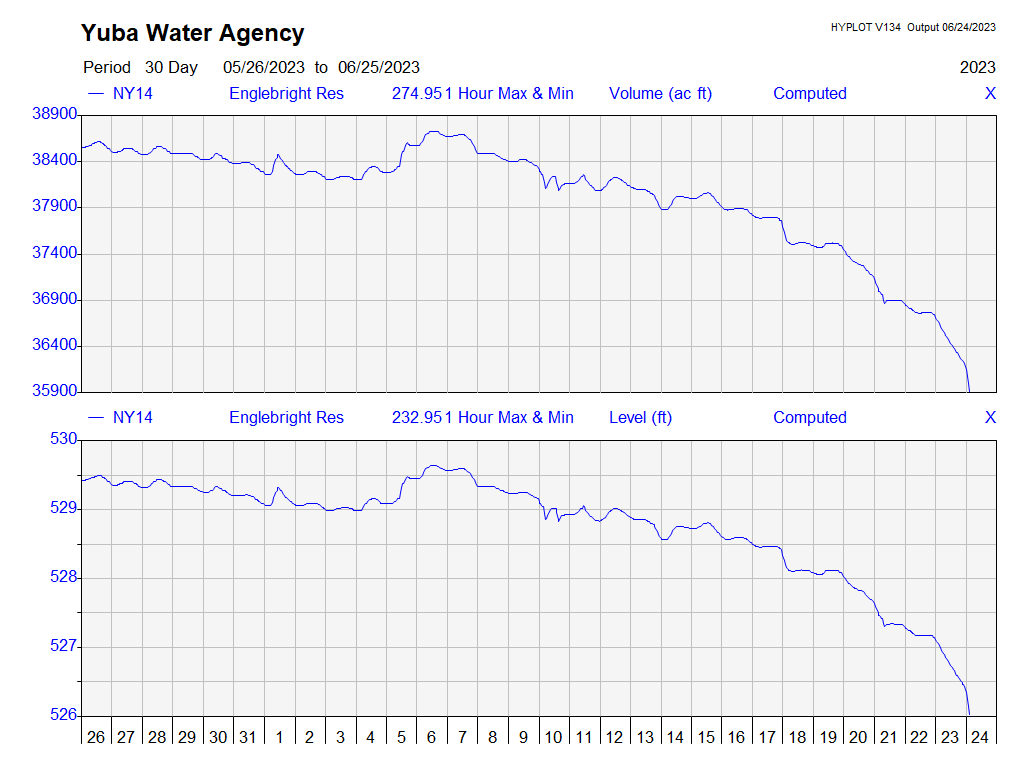 Yuba Water Agency
HYPLOT V134 Output 06/24/2023
Period 30 Day 05/26/2023 to 06/25/2023 2023
NY14 Englebright Res 274.951 Hour Max & Min Volume (ac ft) Computed X
38900
38400
37900
37400
36900
36400
35900
NY14 Englebright Res 232.951 Hour Max & Min Level (ft) Computed X
530
529
528
527
526
26 27 28 29 30 31 1 2 3 4 5 6 7 8 9 10 11 12 13 14 15 16 17 18 19 20 21 22 23 24